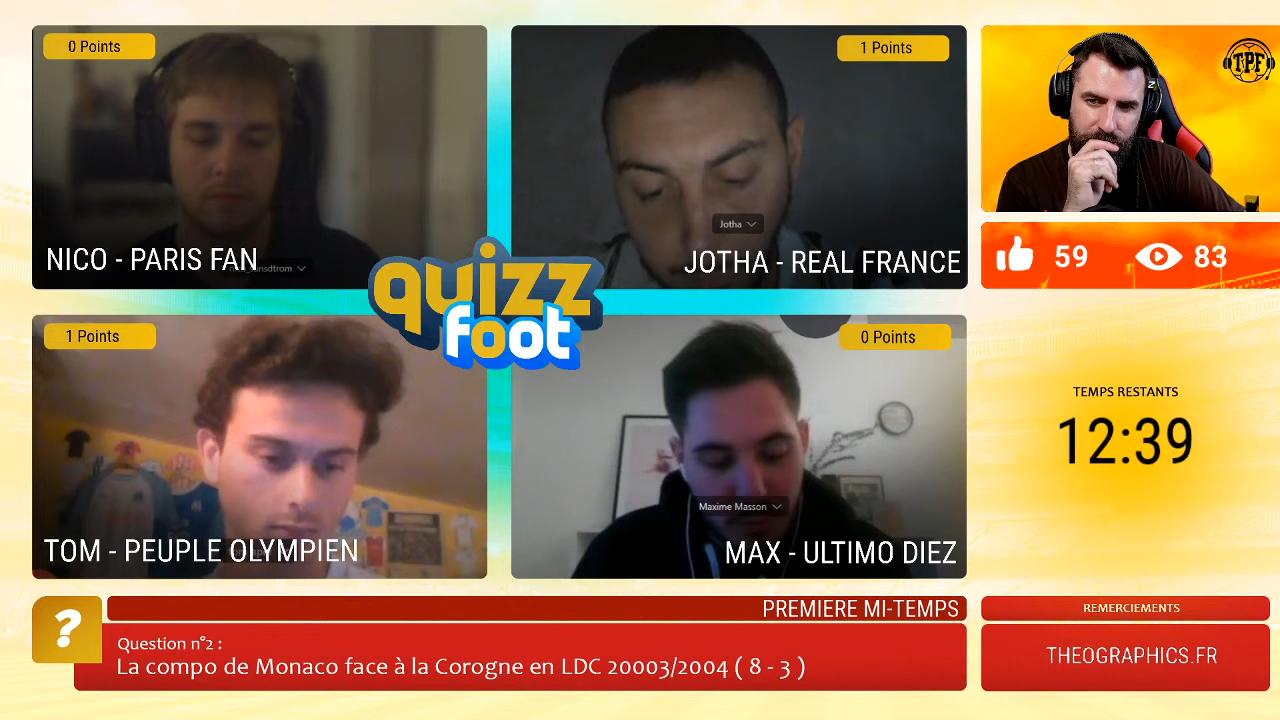 0 Points
1 Points
TPF
Jotha
NICO - PARIS FAN
JOTHA - REAL FRANCE
59
83
quizz
foot
1 Points
0 Points
TEMPS RESTANTS
12:39
Maxime Masson
TOM - PEUPLE OLYMPIEN
MAX - ULTIMO DIEZ
?
PREMIERE MI-TEMPS
Question n°2 :
La compo de Monaco face à la Corogne en LDC 20003/2004 ( 8 - 3 )
REMERCIEMENTS
THEOGRAPHICS.FR